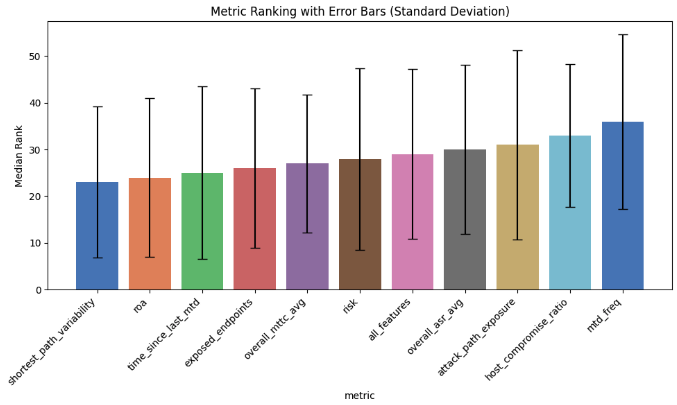 Metric Ranking with Error Bars (Standard Deviation)
Median Rank
50
40
30
20
10
0
shortest_path_variability
roa
time_since_last_mtd
exposed_endpoints
overall_mttc_avg
risk
all_features
overall_asr_avg
attack_path_exposure
host_compromise_ratio
mtd_freq
metric